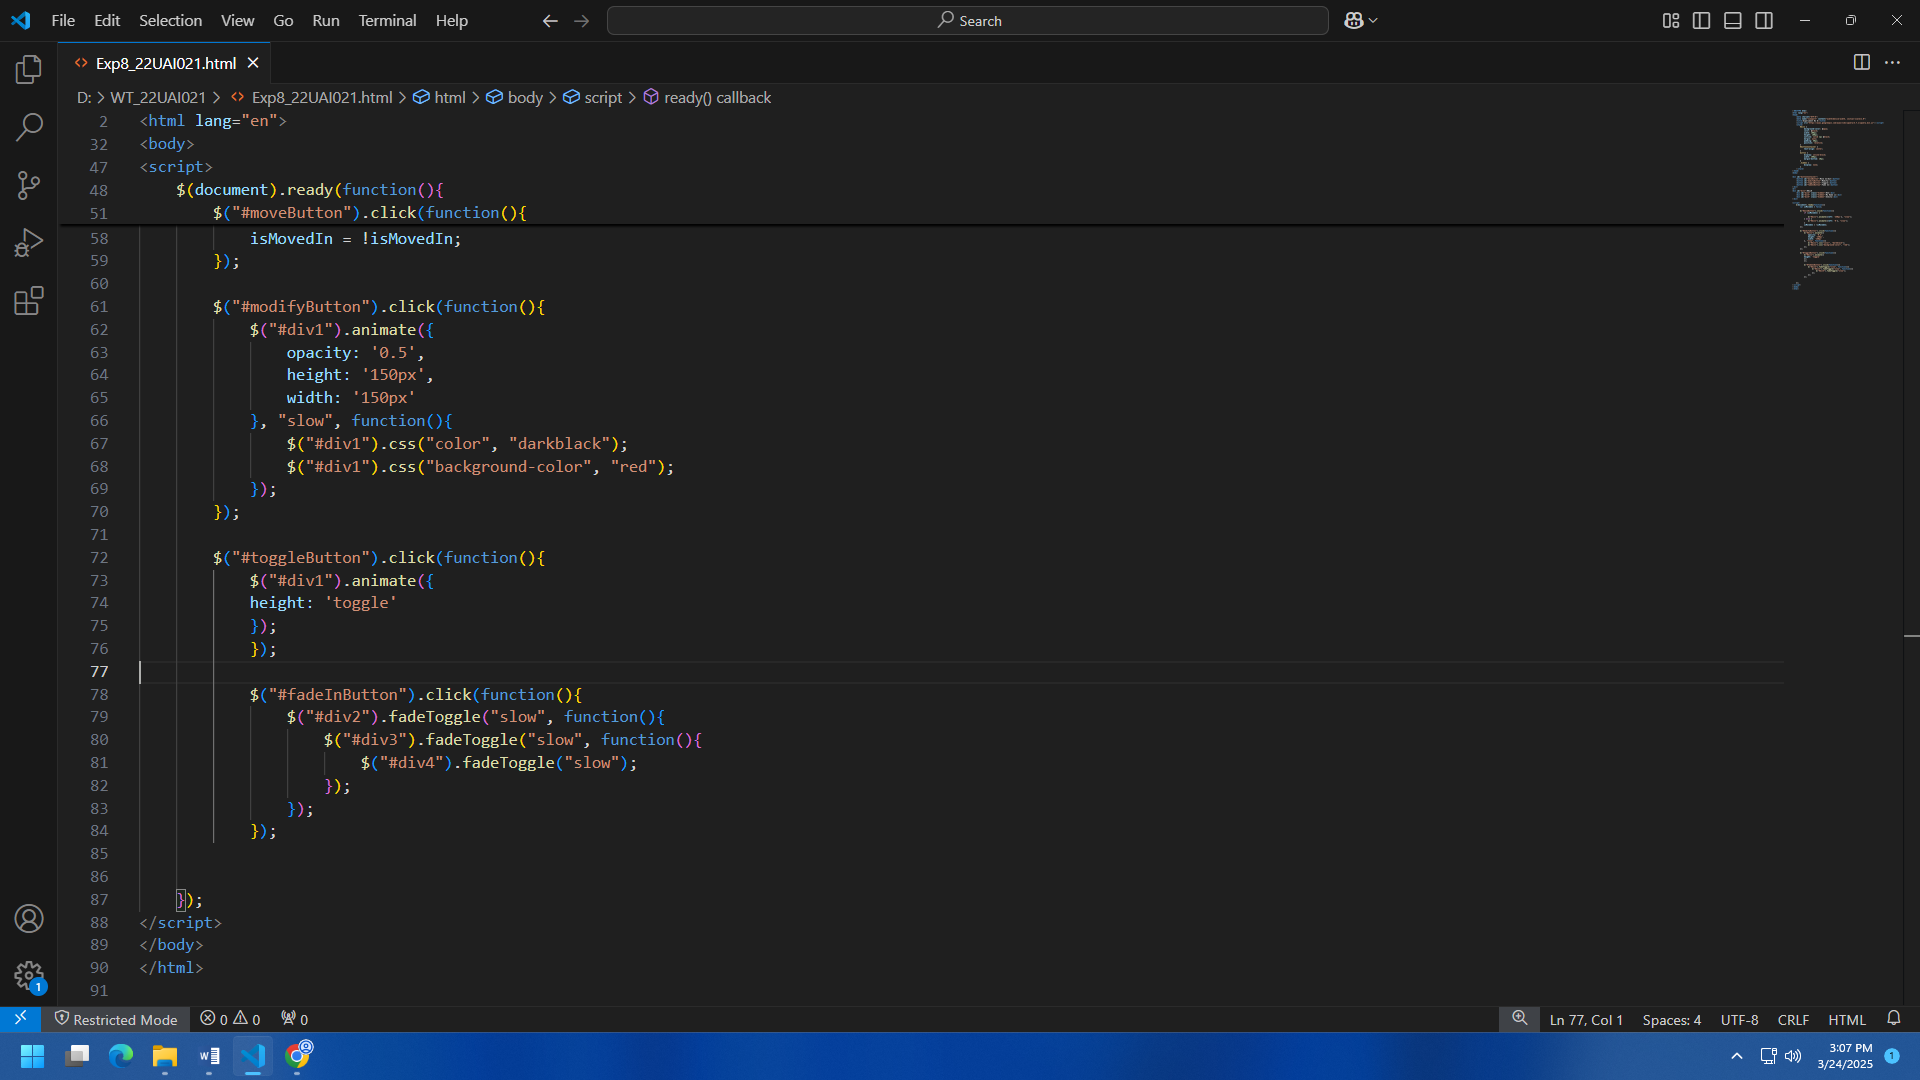 File Edit Selection View Go Run Terminal Help Search
Exp8_22UAI021.html
D: > WT_22UAI021 > Exp8_22UAI021.html > html > body > script > ready() callback
2 <html lang="en">
32 <body>
47 <script>
48 $(document).ready(function(){
51 $("#moveButton").click(function(){
58 isMovedIn = !isMovedIn;
59 });
60
61 $("#modifyButton").click(function(){
62 $("#div1").animate({
63 opacity: '0.5',
64 height: '150px',
65 width: '150px'
66 }, "slow", function(){
67 $("#div1").css("color", "darkblack");
68 $("#div1").css("background-color", "red");
69 });
70 });
71
72 $("#toggleButton").click(function(){
73 $("#div1").animate({
74 height: 'toggle'
75 });
76 });
77
78 $("#fadeInButton").click(function(){
79 $("#div2").fadeToggle("slow", function(){
80 $("#div3").fadeToggle("slow", function(){
81 $("#div4").fadeToggle("slow");
82 });
83 });
84 });
85
86
87 });
88 </script>
89 </body>
90 </html>
91
1
Restricted Mode 0 0 0 Ln 77, Col 1 Spaces: 4 UTF-8 CRLF HTML
3:07 PM
3/24/2025
1